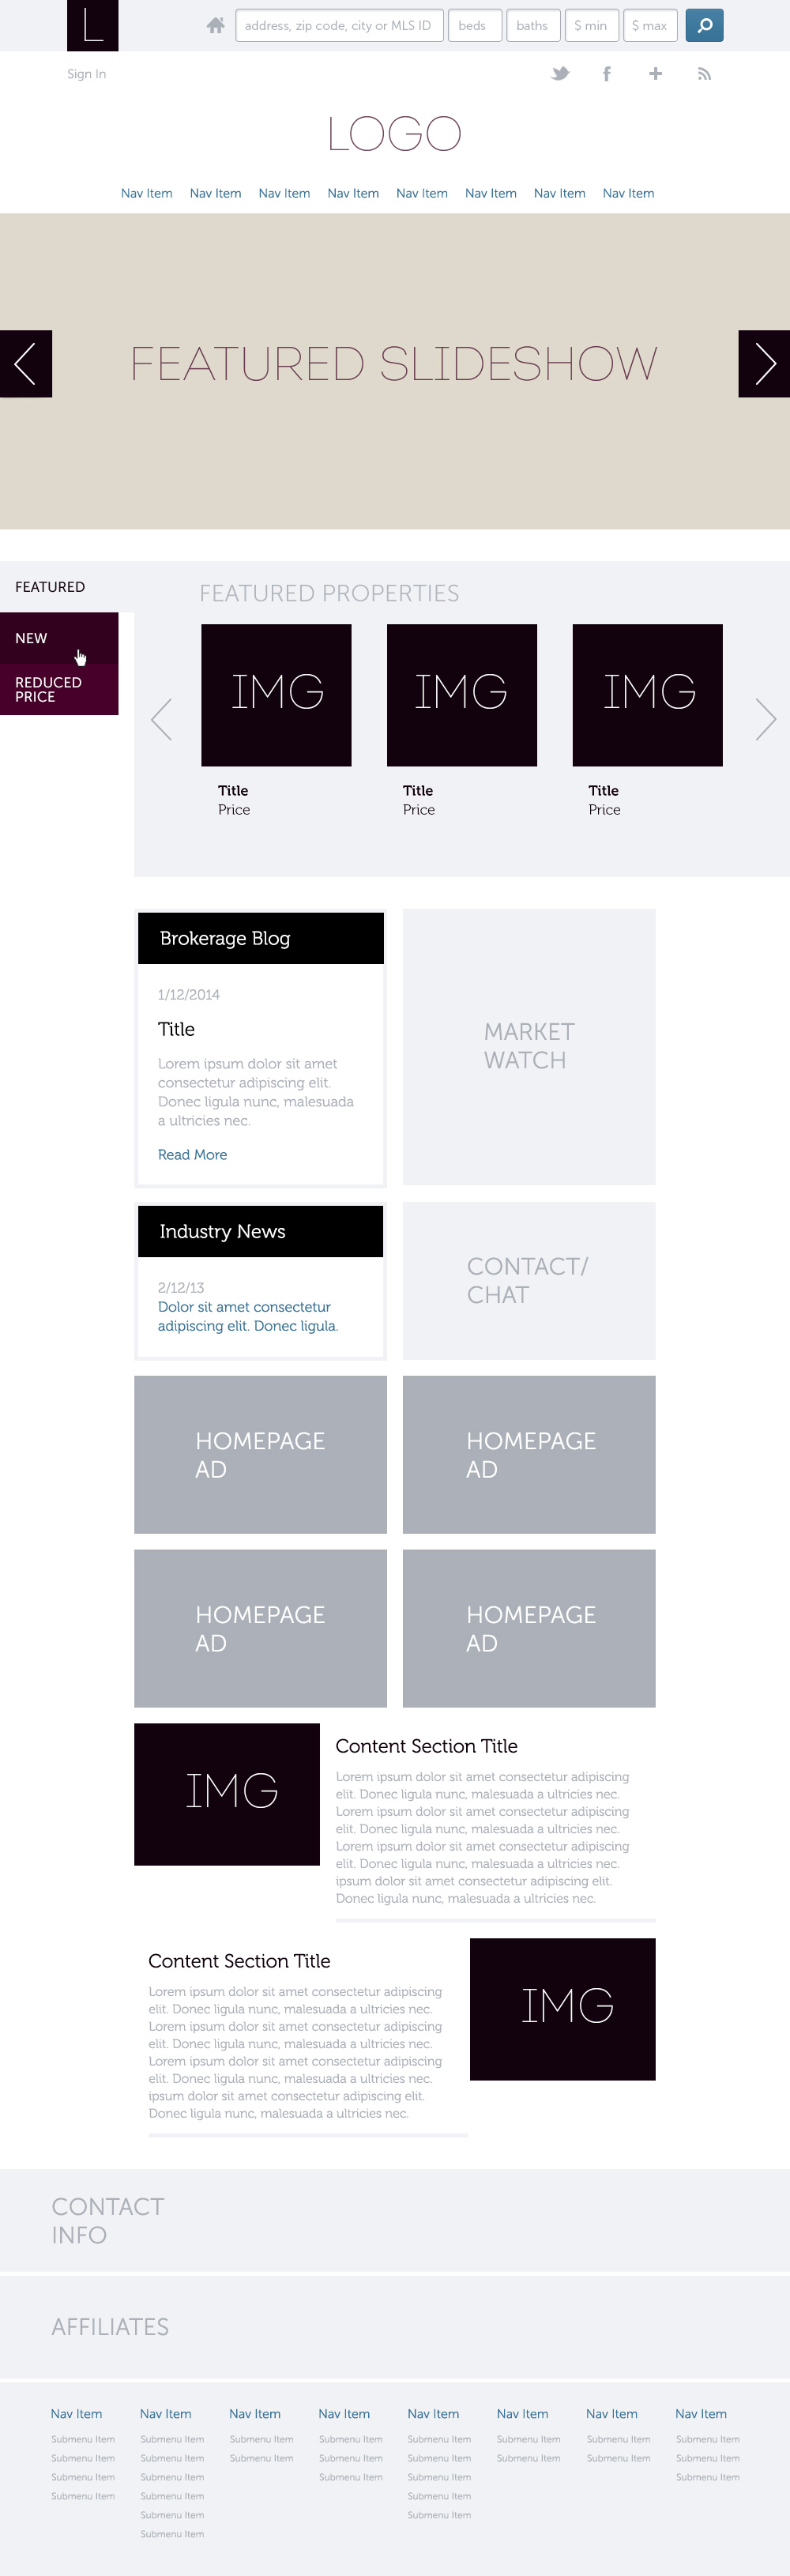 L
address, zip code, city or MLS ID beds baths $ min $ max
Sign In
LOGO
Nav Item Nav Item Nav Item Nav Item Nav Item Nav Item Nav Item Nav Item
FEATURED SLIDESHOW
FEATURED
NEW
REDUCED
PRICE
FEATURED PROPERTIES
IMG IMG IMG
Title Title Title
Price Price Price
Brokerage Blog
1/12/2014
Title
Lorem ipsum dolor sit amet
consectetur adipiscing elit.
Donec ligula nunc, malesuada
a ultricies nec.
Read More
MARKET
WATCH
Industry News
2/12/13
Dolor sit amet consectetur
adipiscing elit. Donec ligula.
CONTACT/
CHAT
HOMEPAGE
AD
HOMEPAGE
AD
HOMEPAGE
AD
HOMEPAGE
AD
IMG
Content Section Title
Lorem ipsum dolor sit amet consectetur adipiscing
elit. Donec ligula nunc, malesuada a ultricies nec.
Lorem ipsum dolor sit amet consectetur adipiscing
elit. Donec ligula nunc, malesuada a ultricies nec.
Lorem ipsum dolor sit amet consectetur adipiscing
elit. Donec ligula nunc, malesuada a ultricies nec.
ipsum dolor sit amet consectetur adipiscing elit.
Donec ligula nunc, malesuada a ultricies nec.
Content Section Title
Lorem ipsum dolor sit amet consectetur adipiscing
elit. Donec ligula nunc, malesuada a ultricies nec.
Lorem ipsum dolor sit amet consectetur adipiscing
elit. Donec ligula nunc, malesuada a ultricies nec.
Lorem ipsum dolor sit amet consectetur adipiscing
elit. Donec ligula nunc, malesuada a ultricies nec.
ipsum dolor sit amet consectetur adipiscing elit.
Donec ligula nunc, malesuada a ultricies nec.
IMG
CONTACT
INFO
AFFILIATES
Nav Item Nav Item Nav Item Nav Item Nav Item Nav Item Nav Item Nav Item
Submenu Item Submenu Item Submenu Item Submenu Item Submenu Item Submenu Item Submenu Item Submenu Item
Submenu Item Submenu Item Submenu Item Submenu Item Submenu Item Submenu Item Submenu Item Submenu Item
Submenu Item Submenu Item Submenu Item Submenu Item Submenu Item
Submenu Item Submenu Item Submenu Item
Submenu Item Submenu Item
Submenu Item